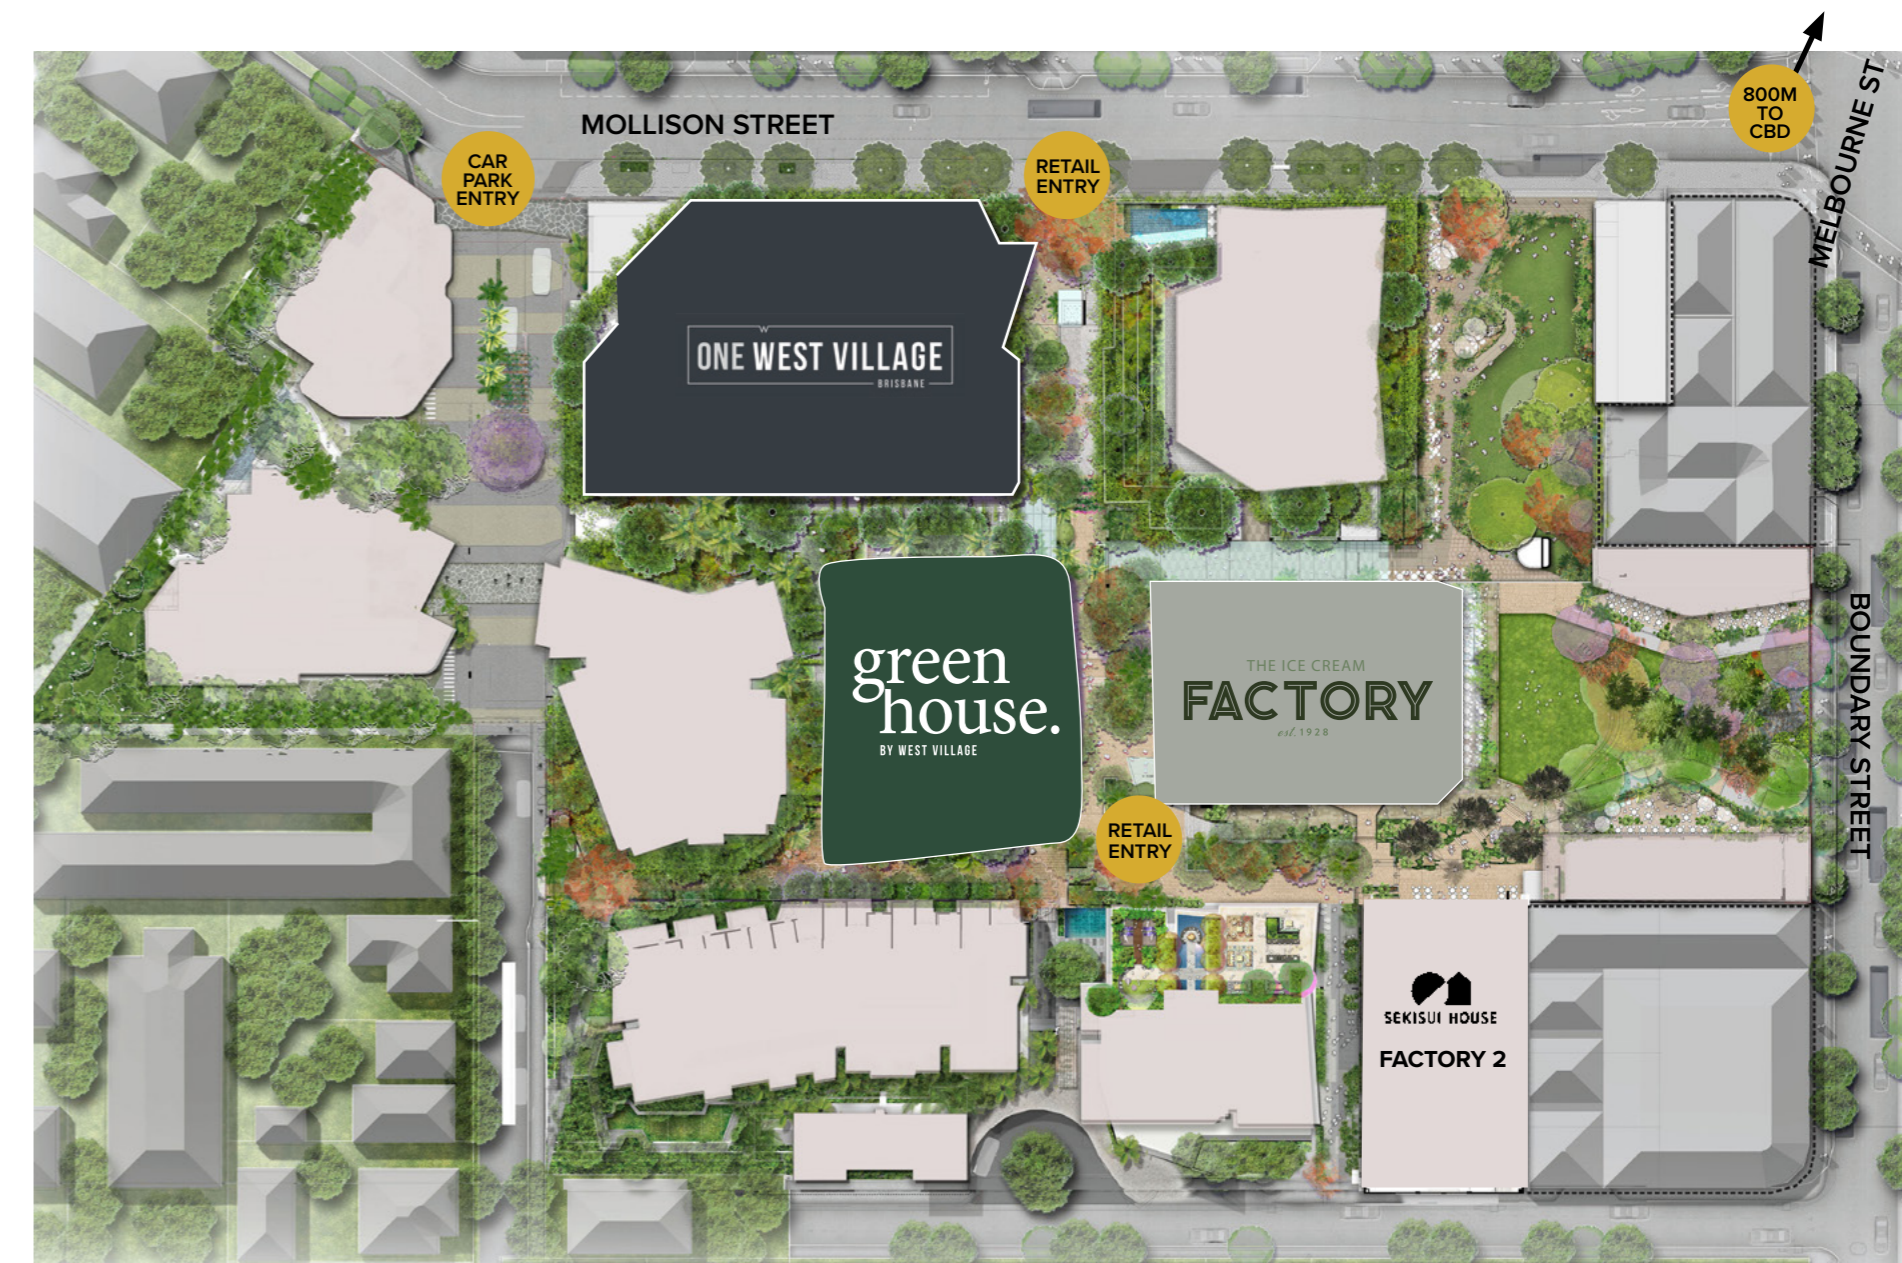 800M
TO
CBD
MELBOURNE ST
MOLLISON STREET
CAR
PARK
ENTRY
RETAIL
ENTRY
ONE WEST VILLAGE
BRISBANE
green
house.
BY WEST VILLAGE
THE ICE CREAM
FACTORY
est. 1928
BOUNDARY STREET
RETAIL
ENTRY
SEKISUI HOUSE
FACTORY 2